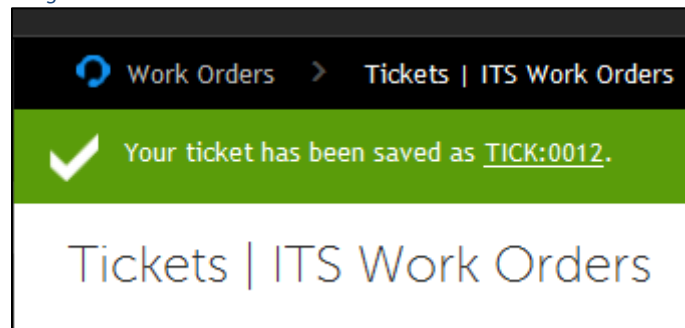 Work Orders > Tickets | ITS Work Orders
Your ticket has been saved as TICK:0012.
Tickets | ITS Work Orders